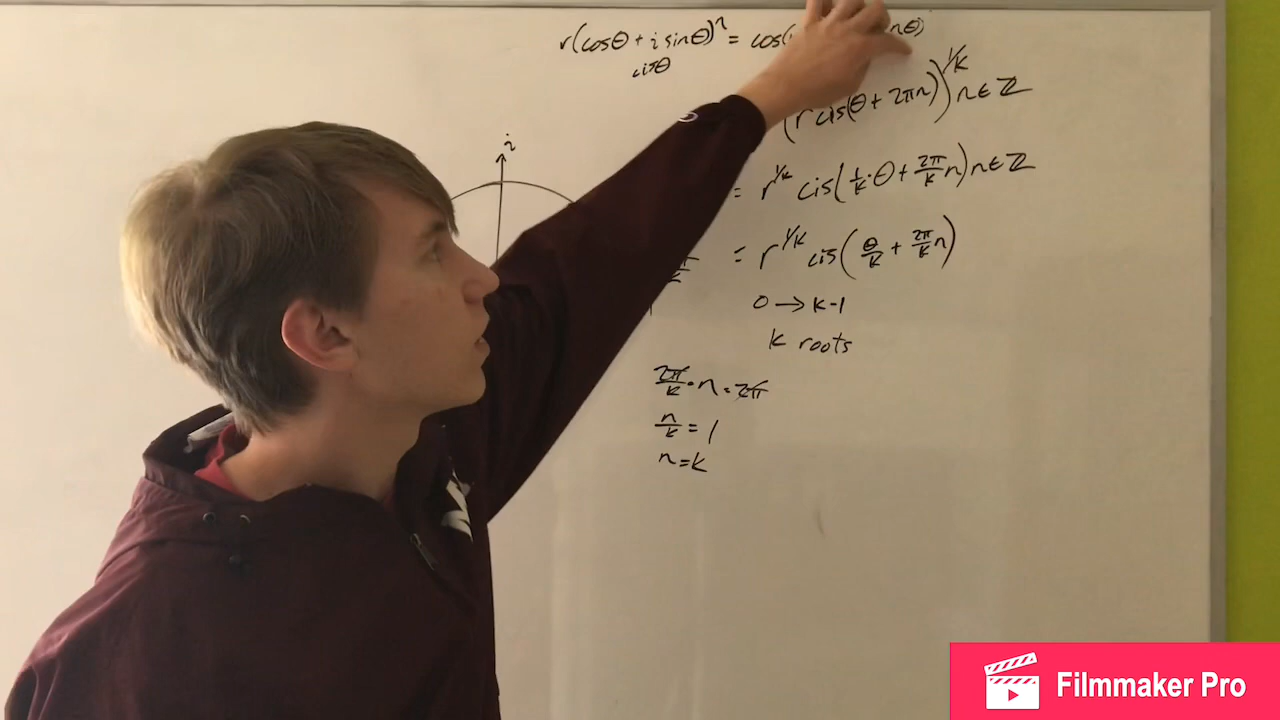 r(cosθ + i sinθ)ⁿ = cos( nθ)
cisθ
(r cis(θ + 2πn))^1/k n ∈ ℤ
i
= r^1/k cis(1/k·θ + 2π/k n) n ∈ ℤ
= r^1/k cis(θ/k + 2π/k n)
0 → k-1
k roots
2π/k · n = 2π
n/k = 1
n = k
Filmmaker Pro